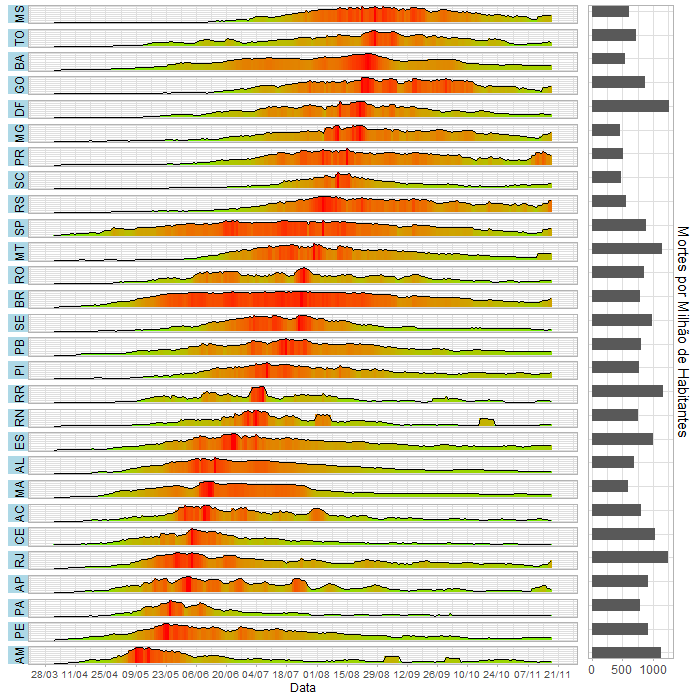 MS
TO
BA
GO
DF
MG
PR
SC
RS
SP
MT
RO
BR
SE
PB
PI
RR
RN
ES
AL
MA
AC
CE
RJ
AP
PA
PE
AM
28/03 11/04 25/04 09/05 23/05 06/06 20/06 04/07 18/07 01/08 15/08 29/08 12/09 26/09 10/10 24/10 07/11 21/11
Data
0 500 1000
Mortes por Milhão de Habitantes